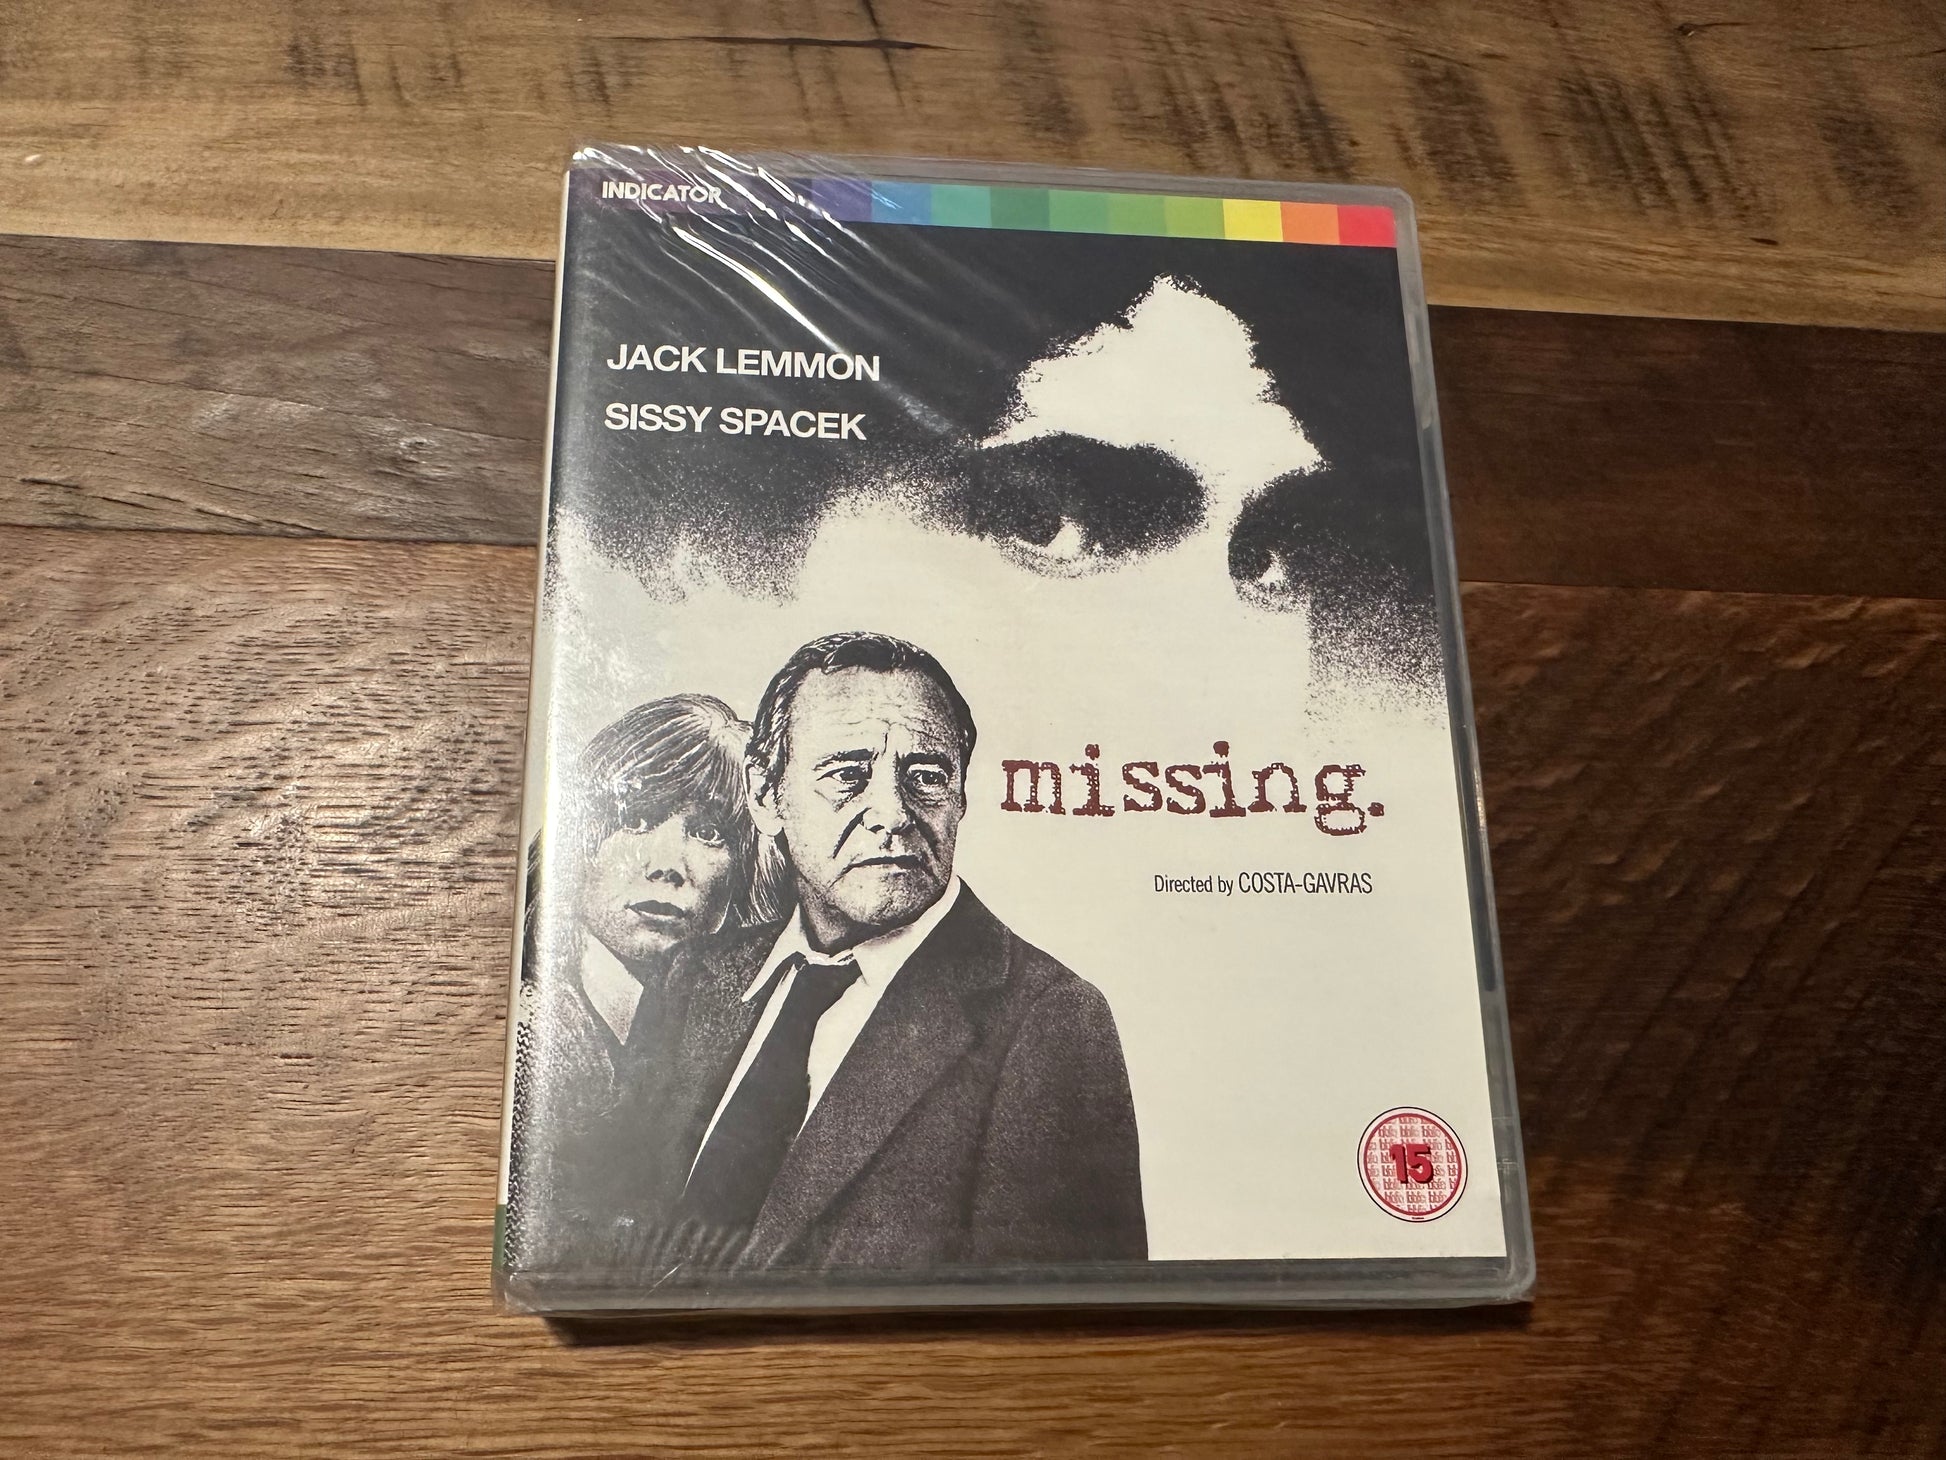 INDICATOR
JACK LEMMON
SISSY SPACEK
missing.
Directed by COSTA-GAVRAS
15